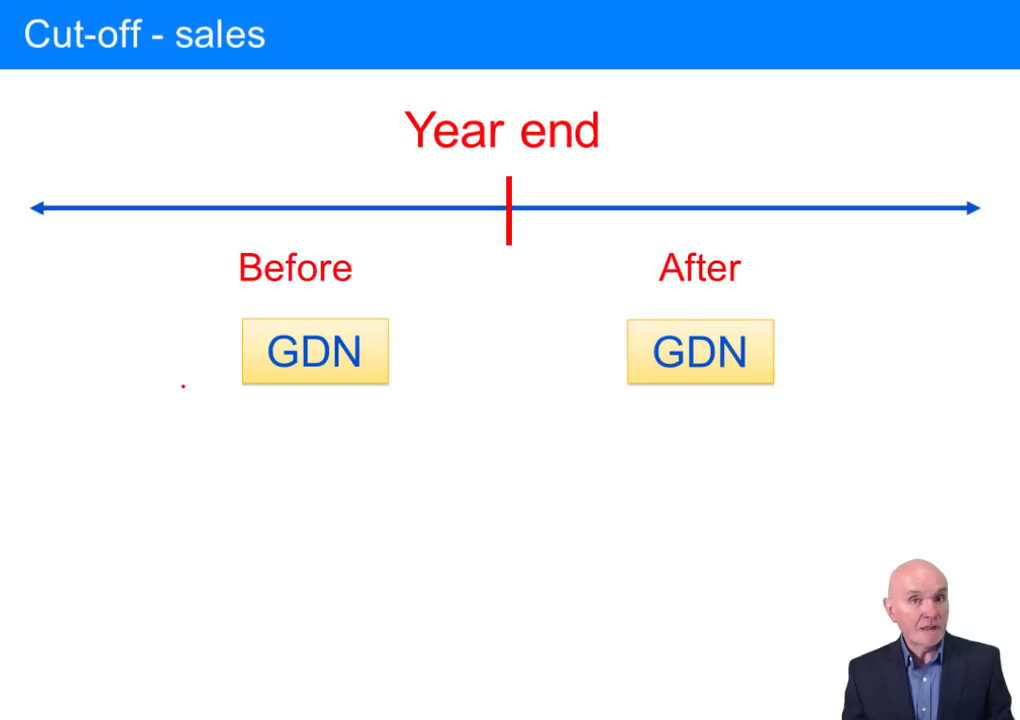 Cut-off - sales
Year end
Before
After
GDN
GDN